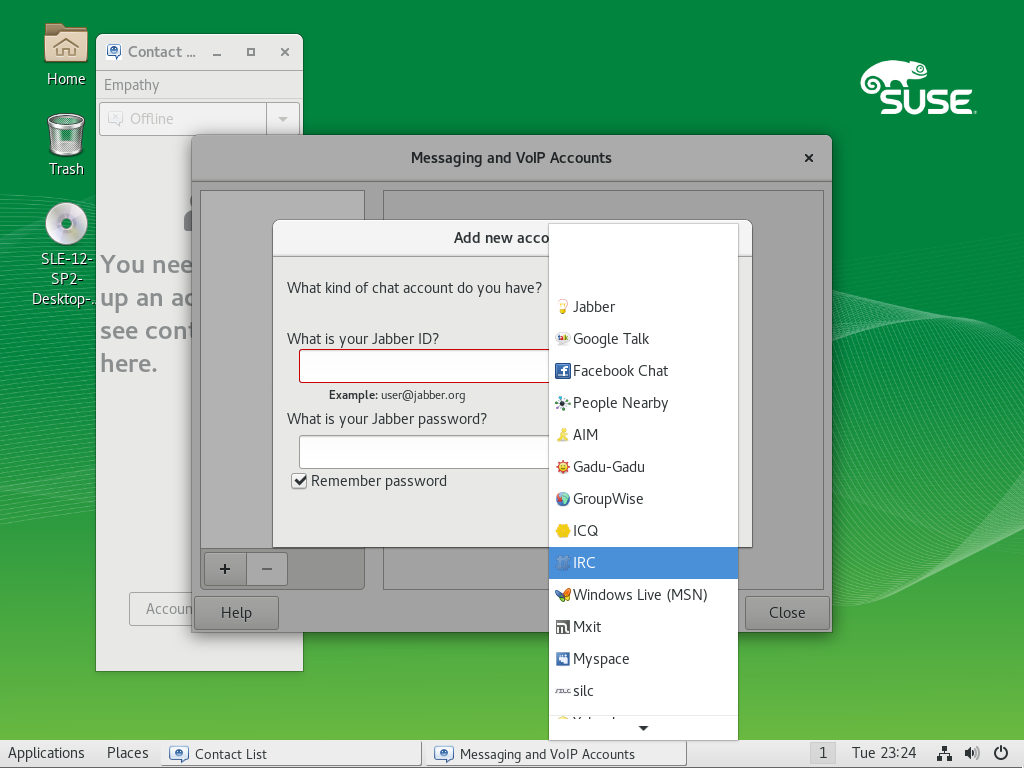 Home
Trash
SLE-12-
SP2-
Desktop-...
Contact ...
Empathy
Offline
You nee
up an ac
see cont
here.
Accoun
SUSE
Messaging and VoIP Accounts
Add new acco
What kind of chat account do you have?
What is your Jabber ID?
Example: user@jabber.org
What is your Jabber password?
Remember password
Jabber
Google Talk
Facebook Chat
People Nearby
AIM
Gadu-Gadu
GroupWise
ICQ
IRC
Windows Live (MSN)
Mxit
Myspace
silc
Help
Close
Applications
Places
Contact List
Messaging and VoIP Accounts
1
Tue 23:24